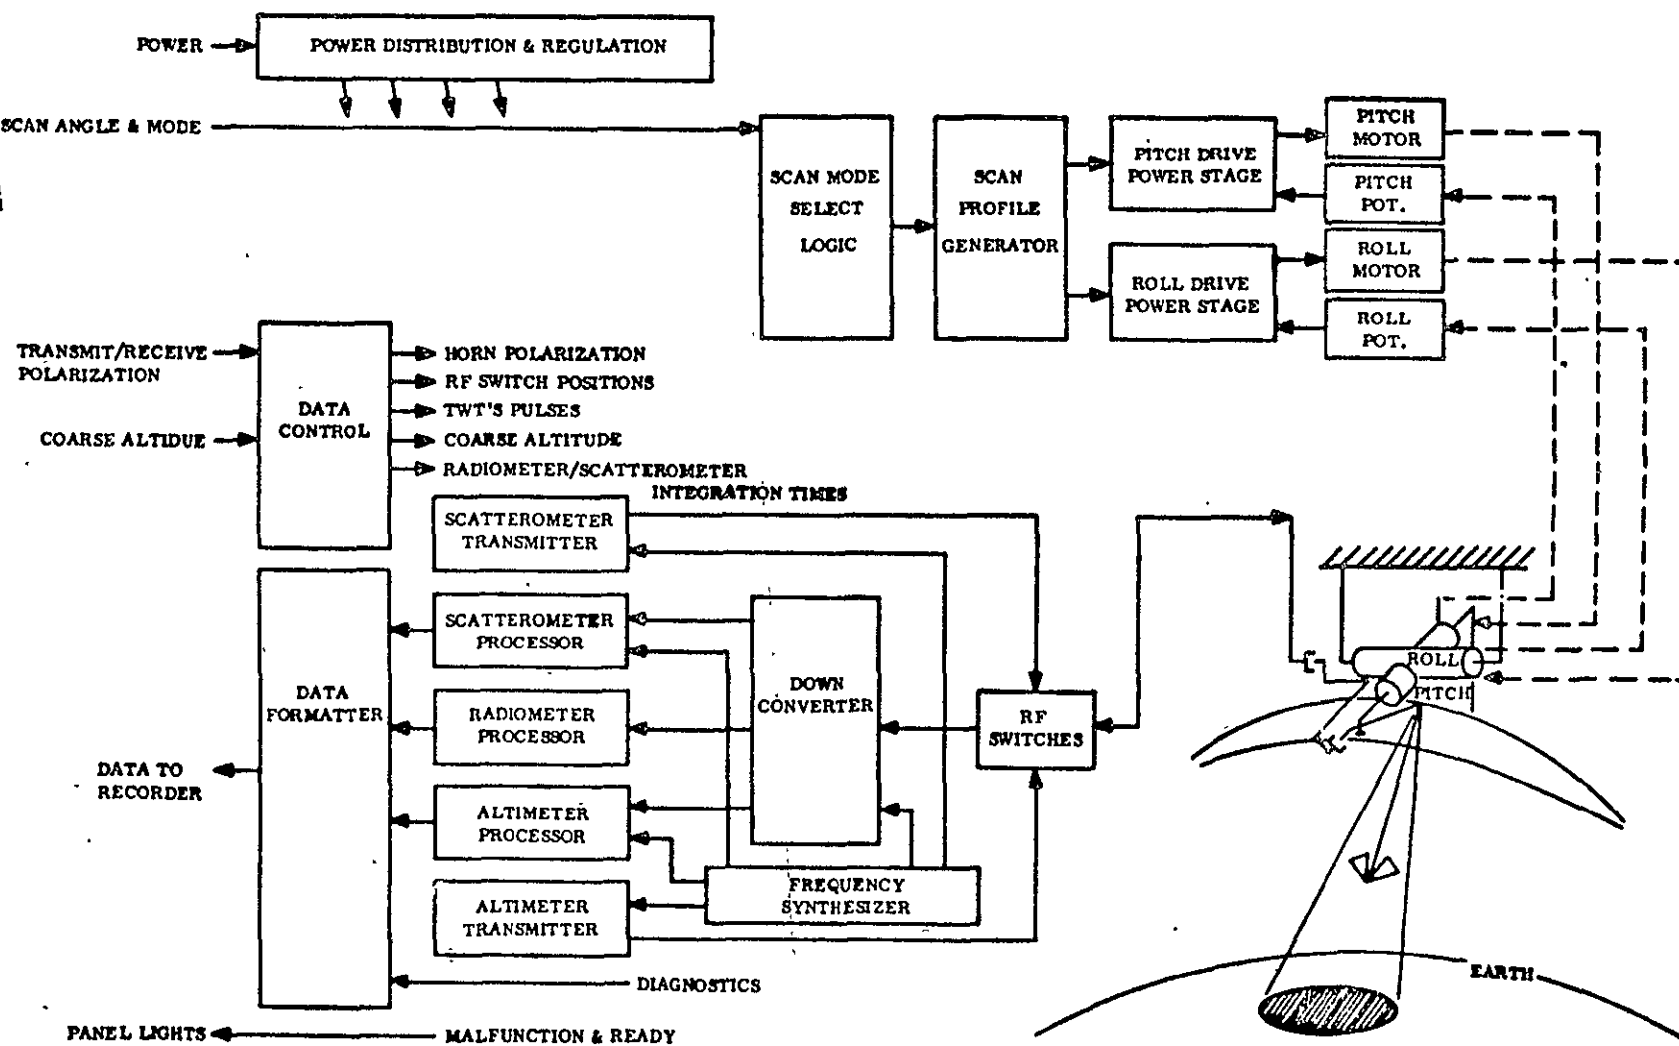 POWER
POWER DISTRIBUTION & REGULATION
SCAN ANGLE & MODE
SCAN MODE
SELECT
LOGIC
SCAN
PROFILE
GENERATOR
PITCH DRIVE
POWER STAGE
ROLL DRIVE
POWER STAGE
PITCH
MOTOR
PITCH
POT.
ROLL
MOTOR
ROLL
POT.
TRANSMIT/RECEIVE
POLARIZATION
COARSE ALTIDUE
DATA
CONTROL
HORN POLARIZATION
RF SWITCH POSITIONS
TWT'S PULSES
COARSE ALTITUDE
RADIOMETER/SCATTEROMETER
INTEGRATION TIMES
SCATTEROMETER
TRANSMITTER
SCATTEROMETER
PROCESSOR
RADIOMETER
PROCESSOR
ALTIMETER
PROCESSOR
ALTIMETER
TRANSMITTER
DATA
FORMATTER
DATA TO
RECORDER
DOWN
CONVERTER
FREQUENCY
SYNTHESIZER
RF
SWITCHES
ROLL
PITCH
EARTH
DIAGNOSTICS
PANEL LIGHTS
MALFUNCTION & READY